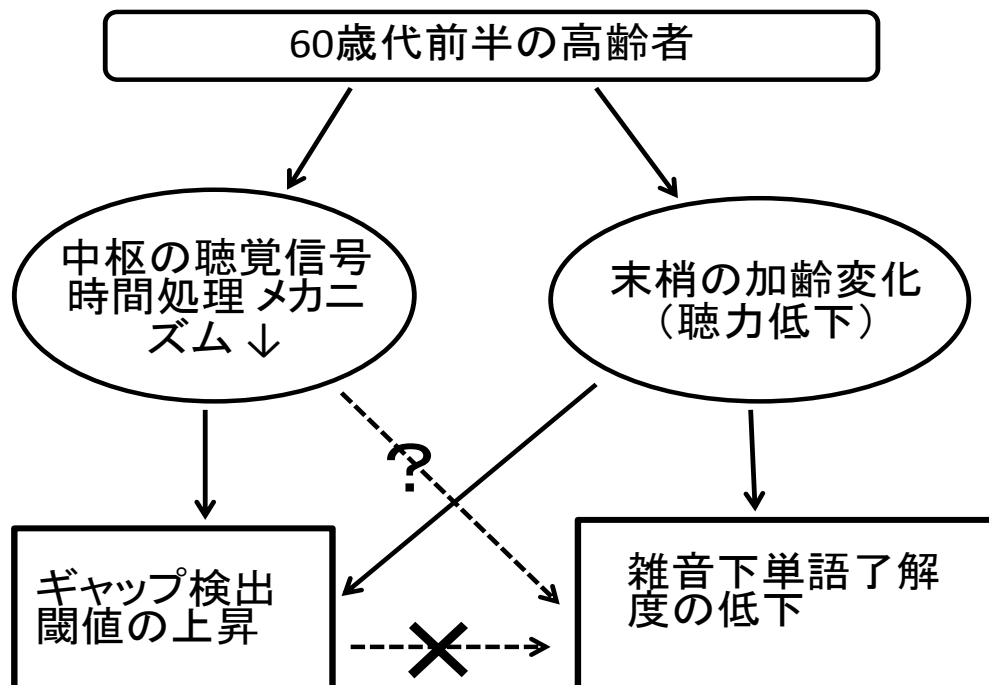 60歳代前半の高齢者
中枢の聴覚信号
時間処理 メカニ
ズム ↓
末梢の加齢変化
（聴力低下）
?
ギャップ検出
閾値の上昇
雑音下単語了解
度の低下